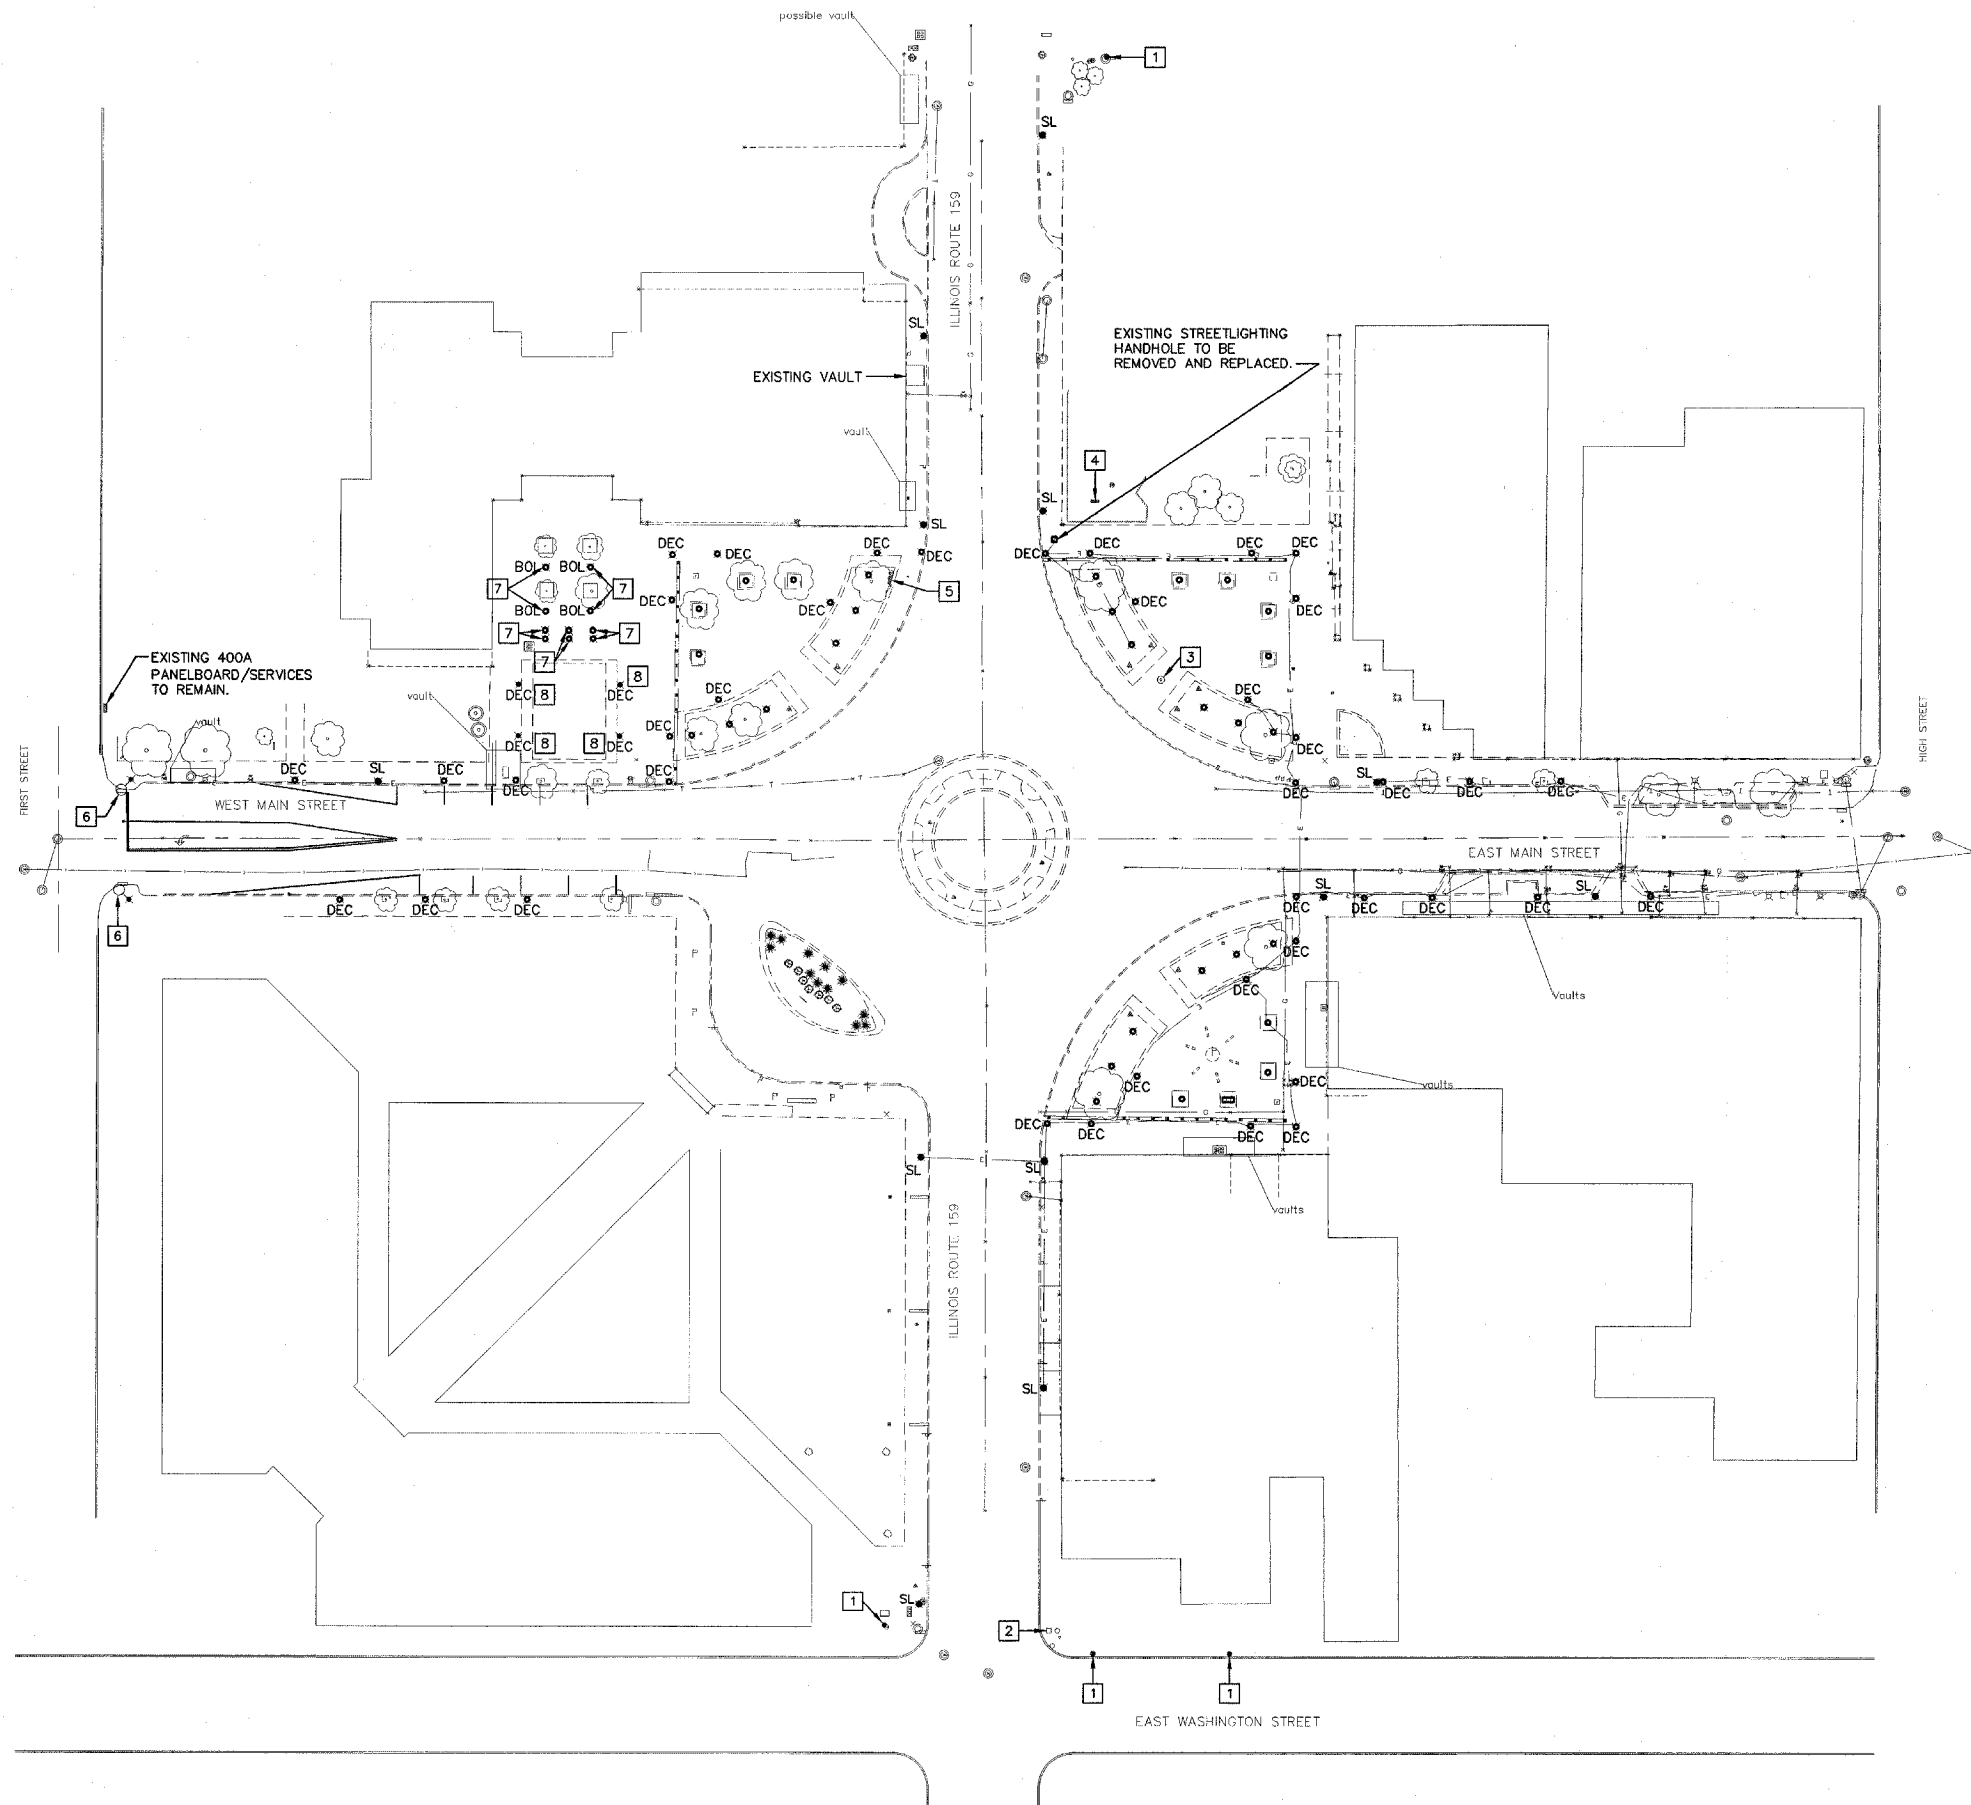 possible vault
1
SL
ILLINOIS ROUTE 159
SL
EXISTING STREETLIGHTING
HANDHOLE TO BE
REMOVED AND REPLACED.
EXISTING VAULT
vault
4
SL
SL
DEC
DEC
DEC
DEC
DEC
DEC
DEC
DEC
BOL
BOL
7
7
5
DEC
DEC
DEC
DEC
BOL
BOL
7
7
7
3
EXISTING 400A
PANELBOARD/SERVICES
TO REMAIN.
8
DEC
8
DEC
vault
DEC
DEC
vault
DEC
8
8
DEC
DEC
DEC
HIGH STREET
FIRST STREET
DEC
SL
DEC
DEC
DEC
SL
DEC
DEC
DEC
DEC
WEST MAIN STREET
6
EAST MAIN STREET
SL
SL
DEC
DEC
DEC
DEC
DEC
DEC
DEC
6
DEC
P
DEC
Vaults
P
vaults
DEC
DEC
P
P
DEC
DEC
DEC
DEC
SL
SL
vaults
ILLINOIS ROUTE 159
SL
1
SL
2
1
1
EAST WASHINGTON STREET